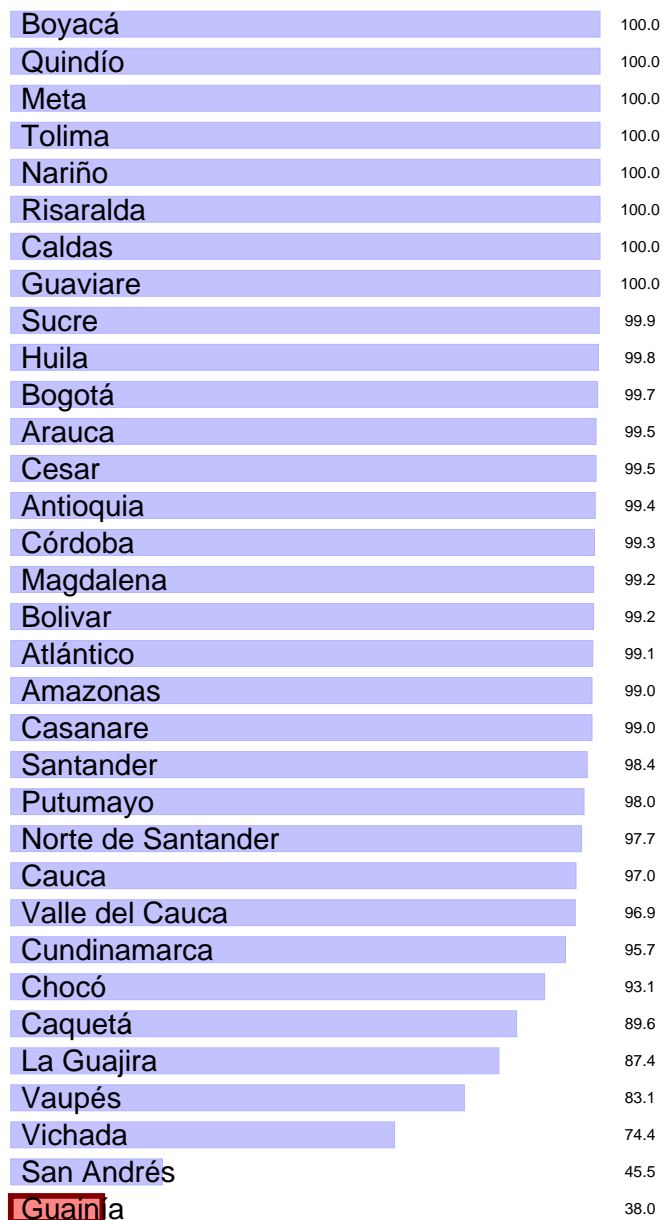 Boyacá 100.0
Quindío 100.0
Meta 100.0
Tolima 100.0
Nariño 100.0
Risaralda 100.0
Caldas 100.0
Guaviare 100.0
Sucre 99.9
Huila 99.8
Bogotá 99.7
Arauca 99.5
Cesar 99.5
Antioquia 99.4
Córdoba 99.3
Magdalena 99.2
Bolivar 99.2
Atlántico 99.1
Amazonas 99.0
Casanare 99.0
Santander 98.4
Putumayo 98.0
Norte de Santander 97.7
Cauca 97.0
Valle del Cauca 96.9
Cundinamarca 95.7
Chocó 93.1
Caquetá 89.6
La Guajira 87.4
Vaupés 83.1
Vichada 74.4
San Andrés 45.5
Guainía 38.0